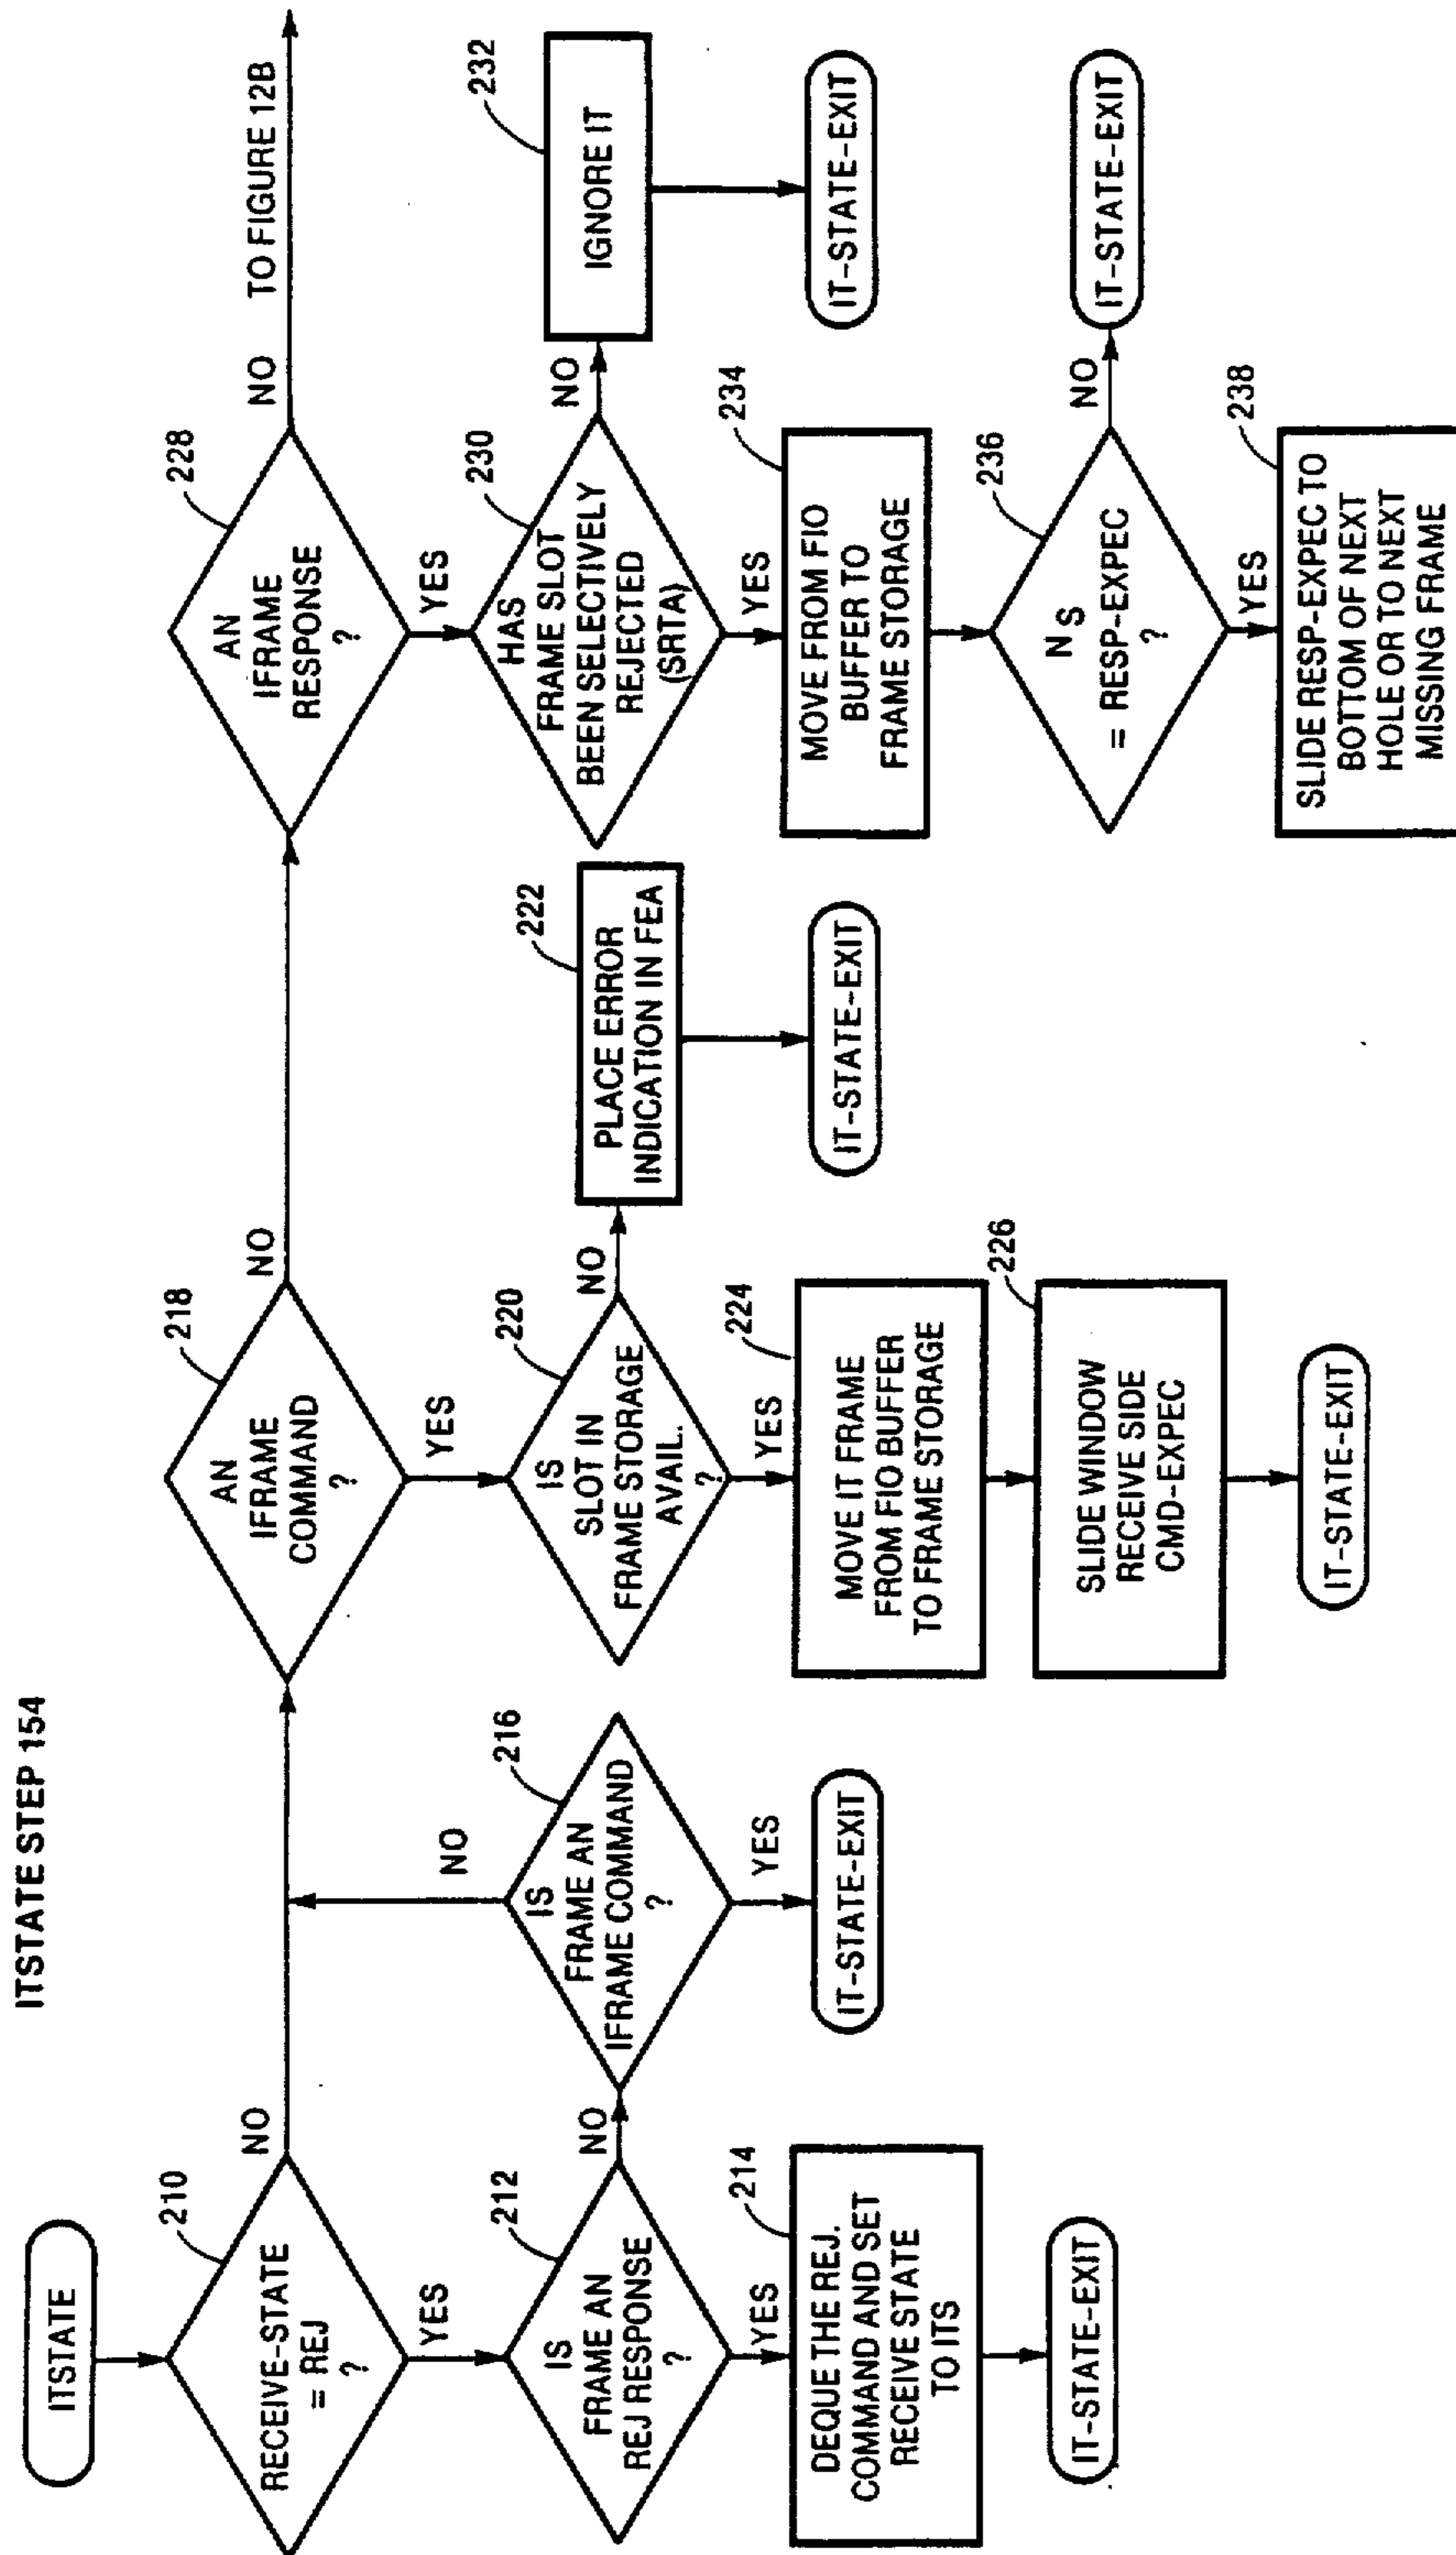 ITSTATE STEP 154
ITSTATE
210
RECEIVE-STATE
= REJ
?
NO
YES
212
IS
FRAME AN
REJ RESPONSE
?
NO
YES
214
DEQUE THE REJ.
COMMAND AND SET
RECEIVE STATE
TO ITS
IT-STATE-EXIT
216
IS
FRAME AN
IFRAME COMMAND
?
NO
YES
IT-STATE-EXIT
218
AN
IFRAME
COMMAND
?
NO
YES
220
IS
SLOT IN
FRAME STORAGE
AVAIL.
?
NO
YES
222
PLACE ERROR
INDICATION IN FEA
IT-STATE-EXIT
224
MOVE IT FRAME
FROM FIO BUFFER
TO FRAME STORAGE
226
SLIDE WINDOW
RECEIVE SIDE
CMD-EXPEC
IT-STATE-EXIT
228
AN
IFRAME
RESPONSE
?
NO
TO FIGURE 12B
YES
230
HAS
FRAME SLOT
BEEN SELECTIVELY
REJECTED
(SRTA)
NO
YES
232
IGNORE IT
IT-STATE-EXIT
234
MOVE FROM FIO
BUFFER TO
FRAME STORAGE
236
NS
= RESP-EXPEC
?
NO
IT-STATE-EXIT
YES
238
SLIDE RESP-EXPEC TO
BOTTOM OF NEXT
HOLE OR TO NEXT
MISSING FRAME